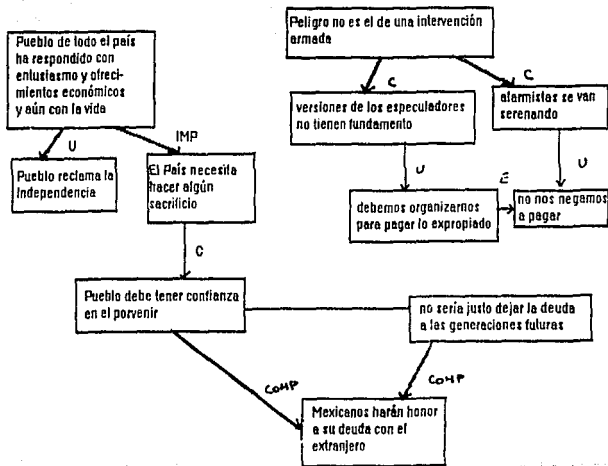 Pueblo de todo el país
ha respondido con
entusiasmo y ofreci-
mientos económicos
y aún con la vida
Peligro no es el de una intervención
armada
U
IMP
C
C
Pueblo reclama la
Independencia
El País necesita
hacer algún
sacrificio
versiones de los especuladores
no tienen fundamento
alarmistas se van
serenando
U
U
debemos organizarnos
para pagar lo expropiado
E
no nos negamos
a pagar
C
Pueblo debe tener confianza
en el porvenir
no sería justo dejar la deuda
a las generaciones futuras
COMP
COMP
Mexicanos harán honor
a su deuda con el
extranjero